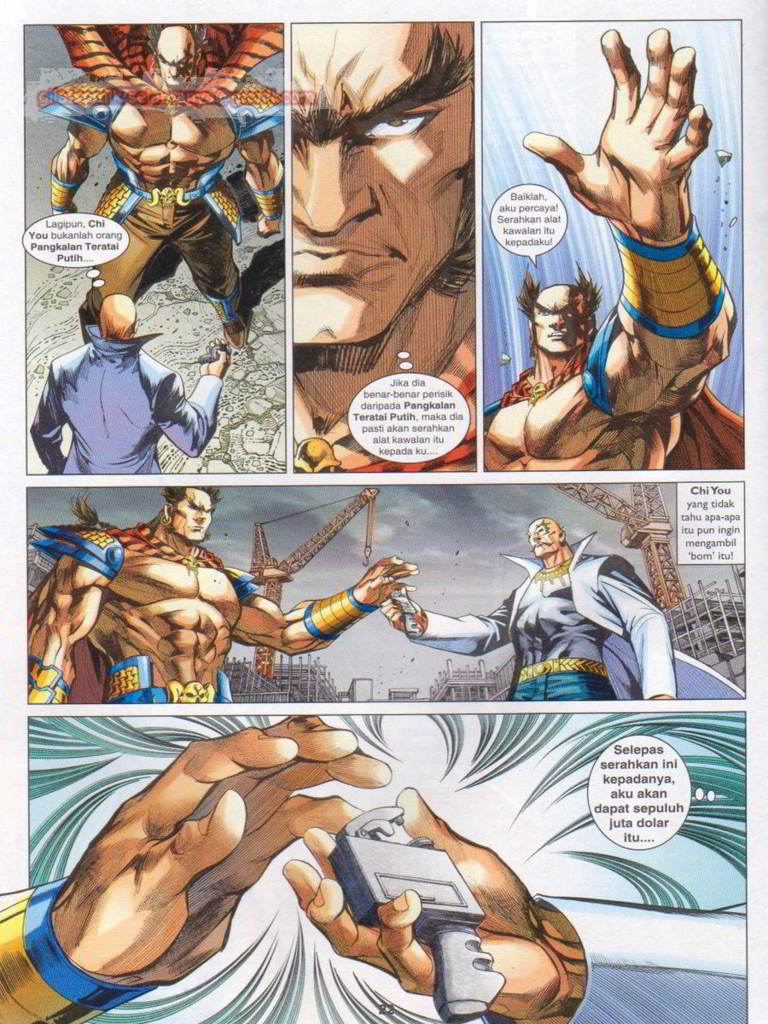 Lagipun, Chi
You bukanlah orang
Pangkalan Teratai
Putih....
Jika dia
benar-benar perisik
daripada Pangkalan
Teratai Putih, maka dia
pasti akan serahkan
alat kawalan itu
kepada ku....
Baiklah,
aku percaya!
Serahkan alat
kawalan itu
kepadaku!
Chi You
yang tidak
tahu apa-apa
itu pun ingin
mengambil
'bom' itu!
Selepas
serahkan ini
kepadanya,
aku akan
dapat sepuluh
juta dolar
itu....